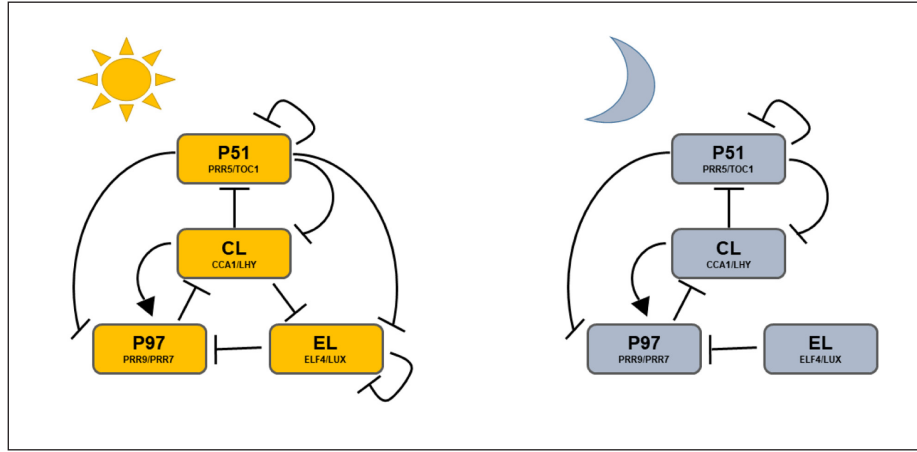 P51
PRR5/TOC1
CL
CCA1/LHY
P97
PRR9/PRR7
EL
ELF4/LUX
P51
PRR5/TOC1
CL
CCA1/LHY
P97
PRR9/PRR7
EL
ELF4/LUX